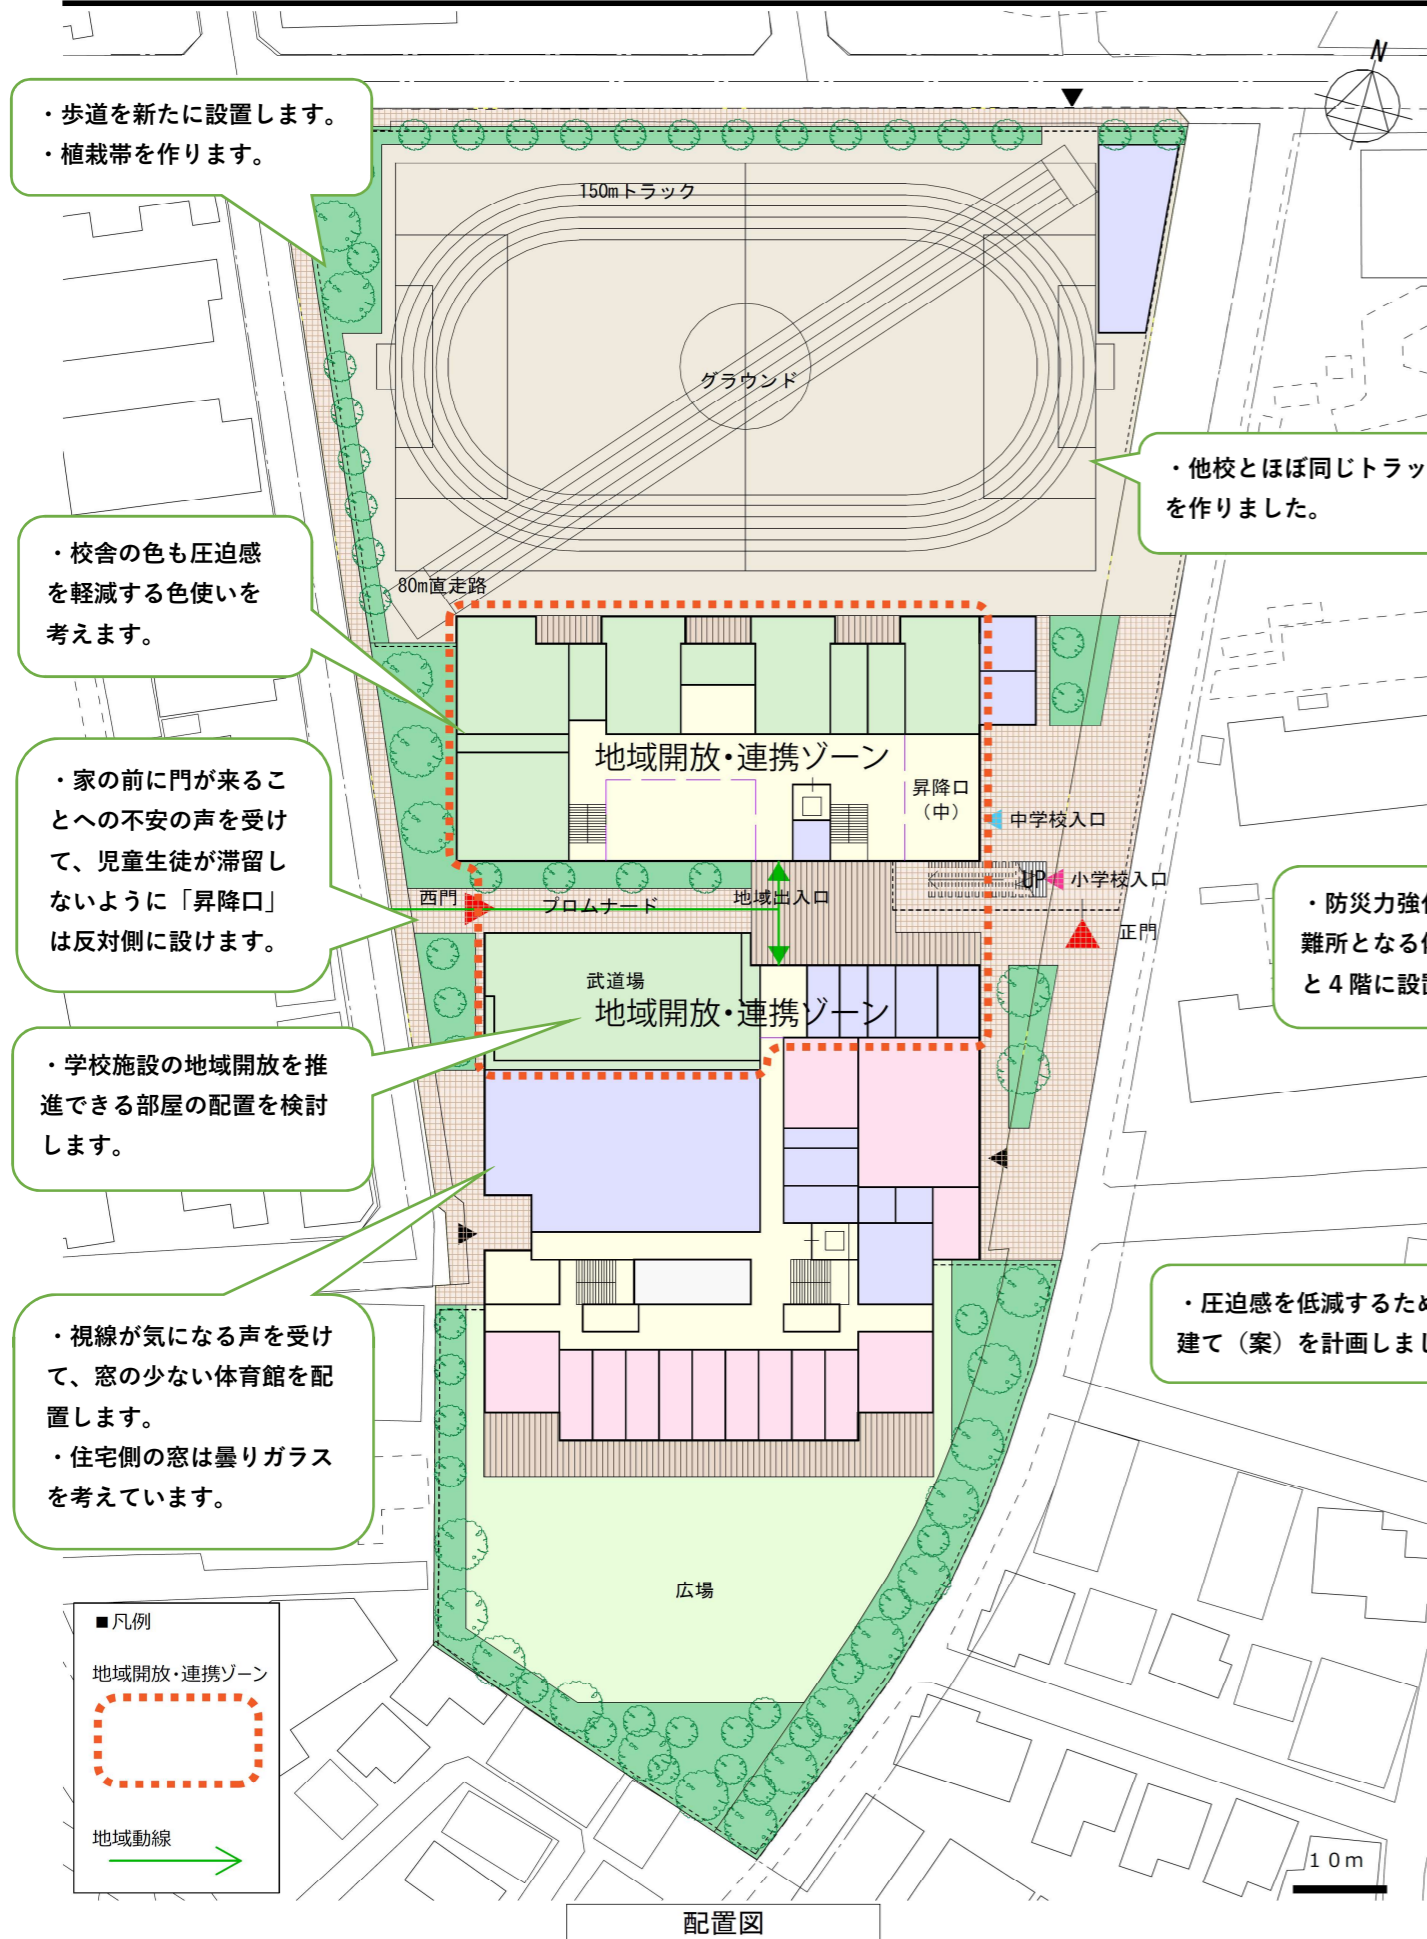 N
・歩道を新たに設置します。
・植栽帯を作ります。
150mトラック
グラウンド
・他校とほぼ同じトラッ
を作りました。
・校舎の色も圧迫感
を軽減する色使いを
考えます。
80m直走路
地域開放・連携ゾーン
昇降口
（中）
中学校入口
・家の前に門が来るこ
とへの不安の声を受け
て、児童生徒が滞留し
ないように「昇降口」
は反対側に設けます。
西門
プロムナード
地域出入口
UP
小学校入口
正門
・防災力強
難所となる
と４階に設
武道場
地域開放・連携ゾーン
・学校施設の地域開放を推
進できる部屋の配置を検討
します。
・圧迫感を低減するた
建て（案）を計画しまし
・視線が気になる声を受け
て、窓の少ない体育館を配
置します。
・住宅側の窓は曇りガラス
を考えています。
広場
■凡例
地域開放・連携ゾーン
地域動線
10m
配置図